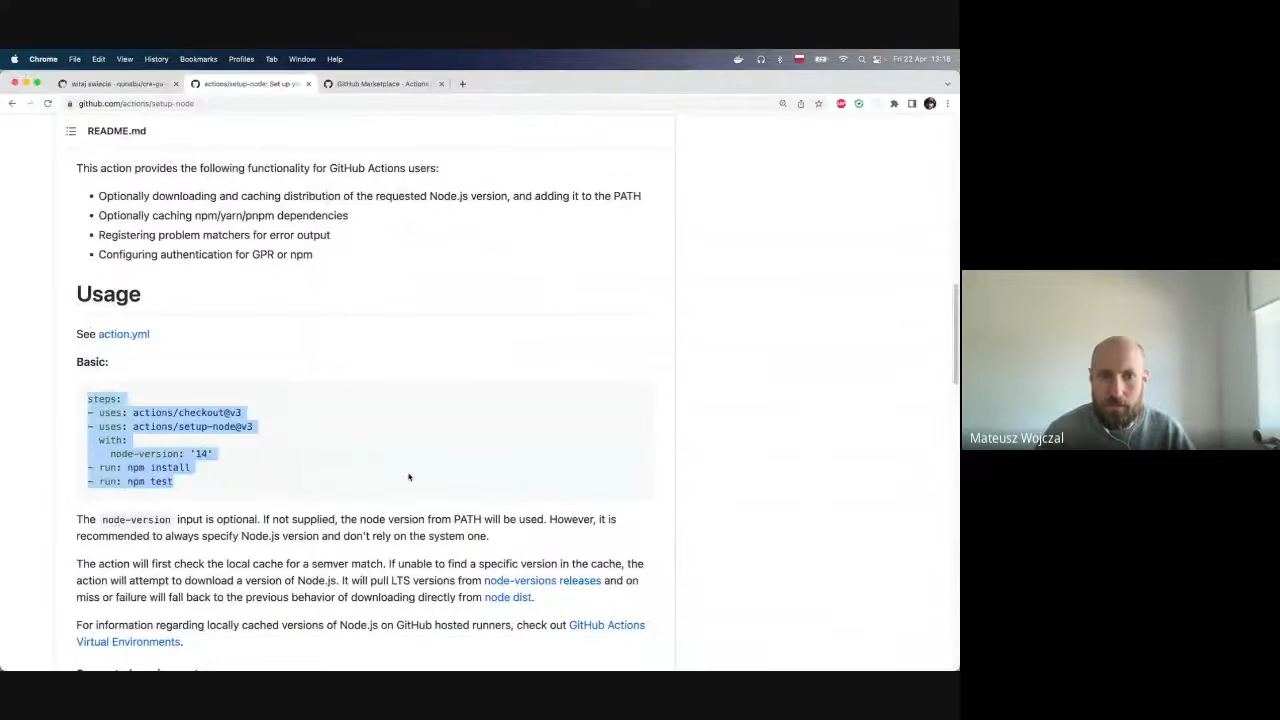 Chrome File Edit View History Bookmarks Profiles Tab Window Help Fri 22 Apr 13:18
actions/setup-node: Set up yo
GitHub Marketplace · Actions
github.com/actions/setup-node
README.md
This action provides the following functionality for GitHub Actions users:
• Optionally downloading and caching distribution of the requested Node.js version, and adding it to the PATH
• Optionally caching npm/yarn/pnpm dependencies
• Registering problem matchers for error output
• Configuring authentication for GPR or npm
Usage
See action.yml
Basic:
steps:
- uses: actions/checkout@v3
- uses: actions/setup-node@v3
with:
node-version: '14'
- run: npm install
- run: npm test
The node-version input is optional. If not supplied, the node version from PATH will be used. However, it is
recommended to always specify Node.js version and don't rely on the system one.
The action will first check the local cache for a semver match. If unable to find a specific version in the cache, the
action will attempt to download a version of Node.js. It will pull LTS versions from node-versions releases and on
miss or failure will fall back to the previous behavior of downloading directly from node dist.
For information regarding locally cached versions of Node.js on GitHub hosted runners, check out GitHub Actions
Virtual Environments.
Mateusz Wojczal